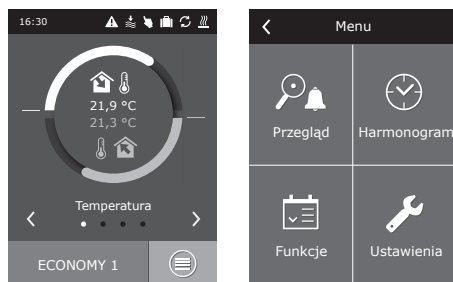 16:30
21,9 °C
21,3 °C
Temperatura
ECONOMY 1
Menu
Przegląd
Harmonogram
Funkcje
Ustawienia